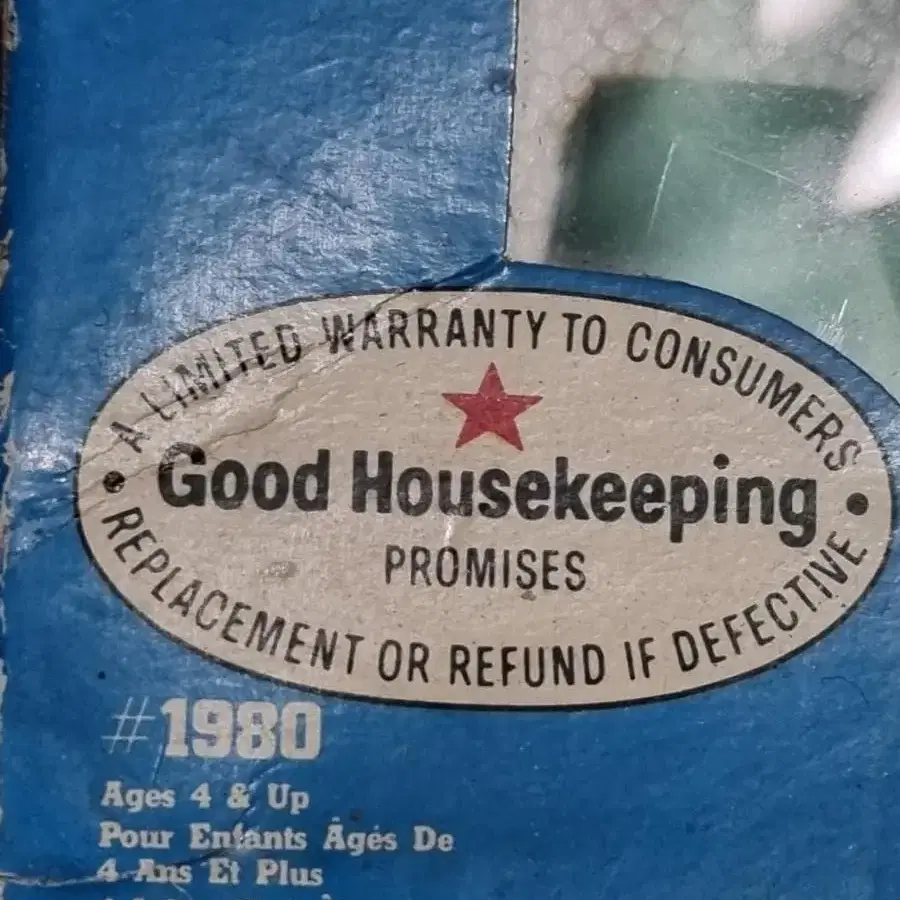 A LIMITED WARRANTY TO CONSUMERS
Good Housekeeping
PROMISES
REPLACEMENT OR REFUND IF DEFECTIVE
#1980
Ages 4 & Up
Pour Enfants Âgés De
4 Ans Et Plus